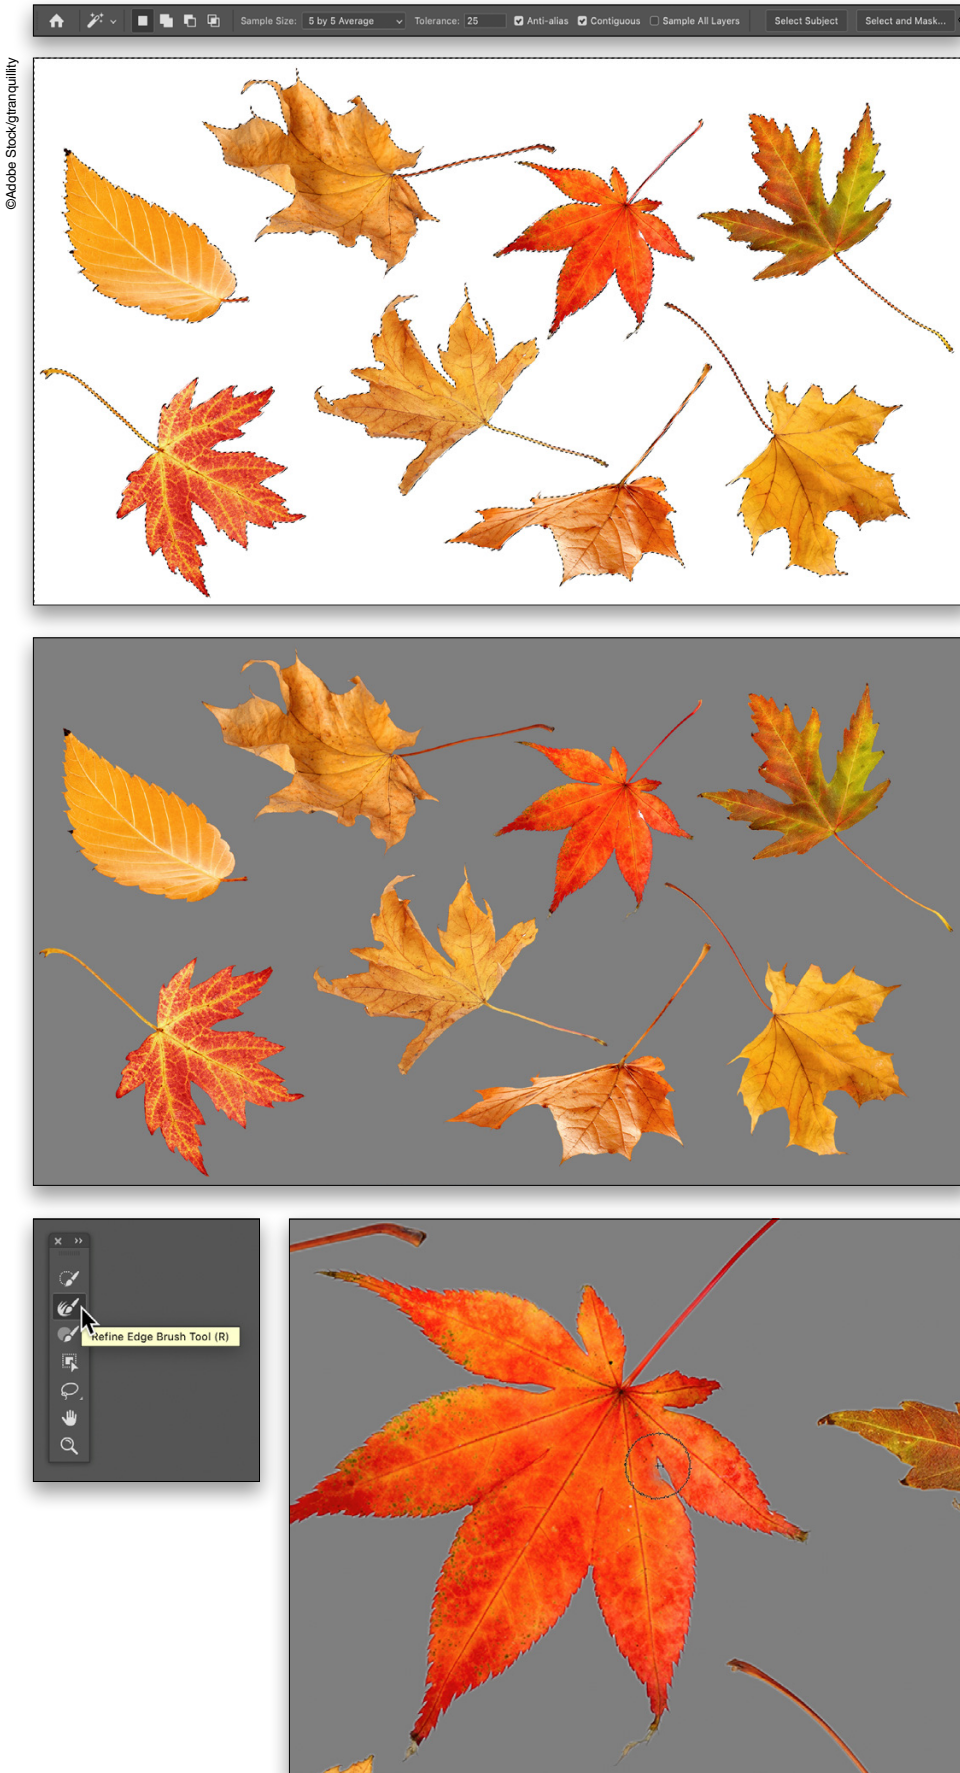 Sample Size: 5 by 5 Average Tolerance: 25 Anti-alias Contiguous Sample All Layers Select Subject Select and Mask...
©Adobe Stock/gtranquillity
Refine Edge Brush Tool (R)